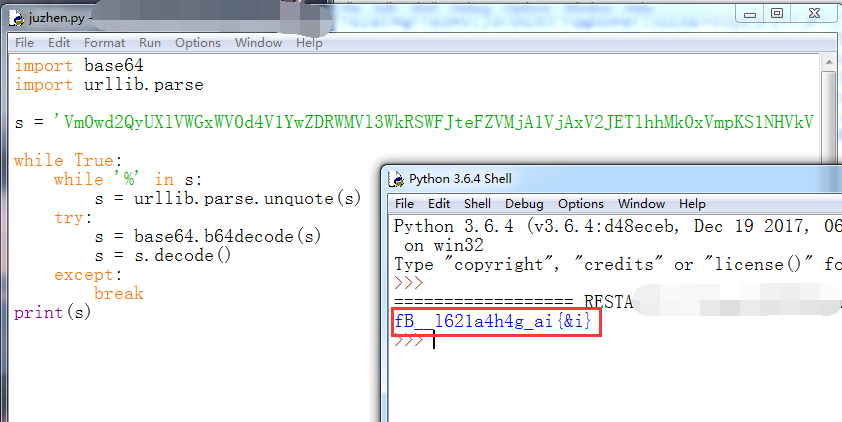 juzhen.py -
File Edit Format Run Options Window Help
import base64
import urllib.parse
s = 'Vm0wd2QyUXlVWGxWV0d4V1YwZDRWMVl3WkRSWFJteFZVMjA1VjAxV2JETlhhMk0xVmpKS1NHVkV
while True:
while '%' in s:
s = urllib.parse.unquote(s)
try:
s = base64.b64decode(s)
s = s.decode()
except:
break
print(s)
Python 3.6.4 Shell
File Edit Shell Debug Options Window Help
Python 3.6.4 (v3.6.4:d48eceb, Dec 19 2017, 06
on win32
Type "copyright", "credits" or "license()" fo
>>>
================== RESTA
fB__l621a4h4g_ai{&i}
>>>